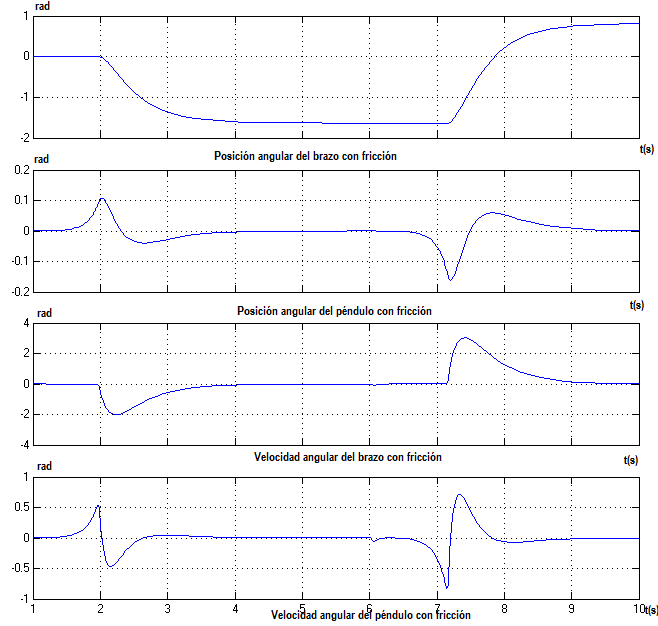 rad
1
0
-1
-2
t(s)
Posición angular del brazo con fricción
rad
0.2
0.1
0
-0.1
-0.2
t(s)
Posición angular del péndulo con fricción
rad
4
2
0
-2
-4
Velocidad angular del brazo con fricción
t(s)
rad
1
0.5
0
-0.5
-1
1 2 3 4 5 6 7 8 9 10 t(s)
Velocidad angular del péndulo con fricción